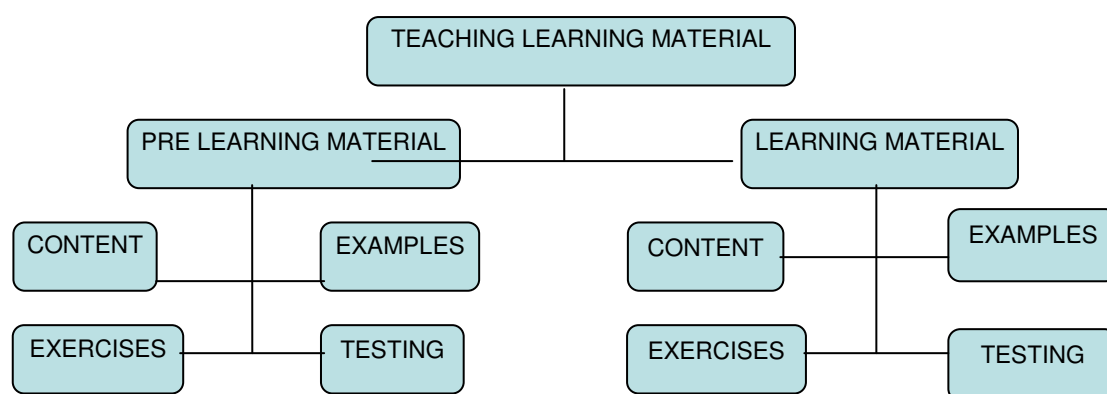 TEACHING LEARNING MATERIAL
PRE LEARNING MATERIAL
LEARNING MATERIAL
CONTENT
EXAMPLES
CONTENT
EXAMPLES
EXERCISES
TESTING
EXERCISES
TESTING